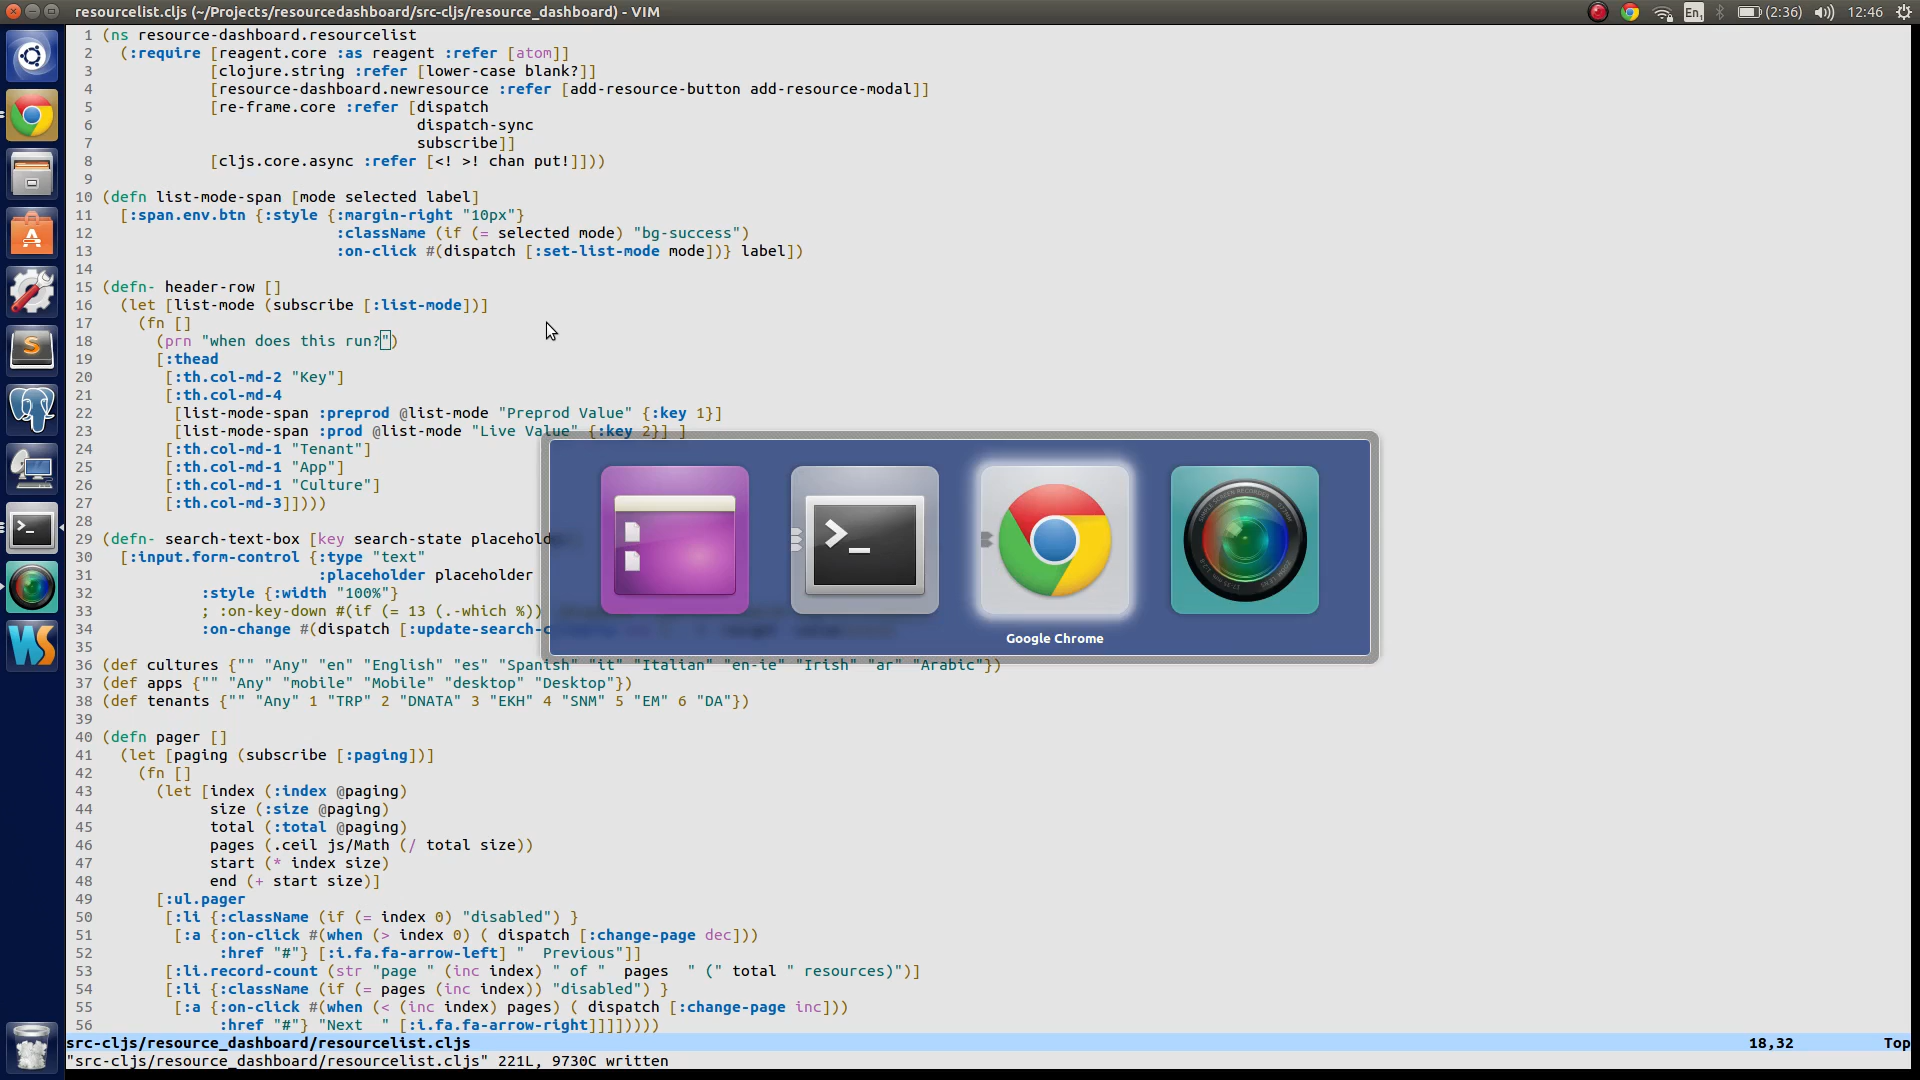 resourcelist.cljs (~/Projects/resourcedashboard/src-cljs/resource_dashboard) - VIM
En1 (2:36) 12:46
1 (ns resource-dashboard.resourcelist
2 (:require [reagent.core :as reagent :refer [atom]]
3 [clojure.string :refer [lower-case blank?]]
4 [resource-dashboard.newresource :refer [add-resource-button add-resource-modal]]
5 [re-frame.core :refer [dispatch
6 dispatch-sync
7 subscribe]]
8 [cljs.core.async :refer [<! >! chan put!]]))
9
10 (defn list-mode-span [mode selected label]
11 [:span.env.btn {:style {:margin-right "10px"}
12 :className (if (= selected mode) "bg-success")
13 :on-click #(dispatch [:set-list-mode mode])} label])
14
15 (defn- header-row []
16 (let [list-mode (subscribe [:list-mode])]
17 (fn []
18 (prn "when does this run?")
19 [:thead
20 [:th.col-md-2 "Key"]
21 [:th.col-md-4
22 [list-mode-span :preprod @list-mode "Preprod Value" {:key 1}]
23 [list-mode-span :prod @list-mode "Live Value" {:key 2}] ]
24 [:th.col-md-1 "Tenant"]
25 [:th.col-md-1 "App"]
26 [:th.col-md-1 "Culture"]
27 [:th.col-md-3]])))
28
29 (defn- search-text-box [key search-state placehold
30 [:input.form-control {:type "text"
31 :placeholder placeholder
32 :style {:width "100%"}
33 ; :on-key-down #(if (= 13 (.-which %))
34 :on-change #(dispatch [:update-search-c
35
36 (def cultures {"" "Any" "en" "English" "es" "Spanish" "it" "Italian" "en-ie" "Irish" "ar" "Arabic"})
37 (def apps {"" "Any" "mobile" "Mobile" "desktop" "Desktop"})
38 (def tenants {"" "Any" 1 "TRP" 2 "DNATA" 3 "EKH" 4 "SNM" 5 "EM" 6 "DA"})
39
40 (defn pager []
41 (let [paging (subscribe [:paging])]
42 (fn []
43 (let [index (:index @paging)
44 size (:size @paging)
45 total (:total @paging)
46 pages (.ceil js/Math (/ total size))
47 start (* index size)
48 end (+ start size)]
49 [:ul.pager
50 [:li {:className (if (= index 0) "disabled") }
51 [:a {:on-click #(when (> index 0) ( dispatch [:change-page dec]))
52 :href "#"} [:i.fa.fa-arrow-left] "  Previous"]]
53 [:li.record-count (str "page " (inc index) " of "  pages  " (" total " resources)")]
54 [:li {:className (if (= pages (inc index)) "disabled") }
55 [:a {:on-click #(when (< (inc index) pages) ( dispatch [:change-page inc]))
56 :href "#"} "Next  " [:i.fa.fa-arrow-right]]]])))
Google Chrome
src-cljs/resource_dashboard/resourcelist.cljs 18,32 Top
"src-cljs/resource_dashboard/resourcelist.cljs" 221L, 9730C written